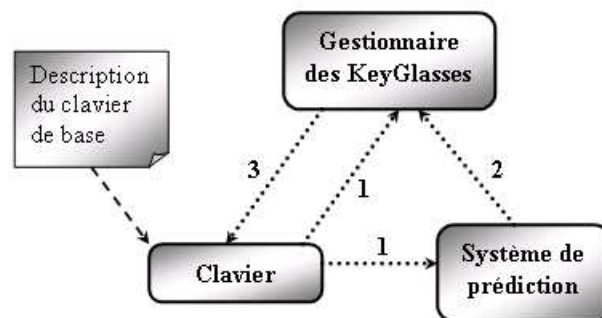 Gestionnaire
des KeyGlasses
Description
du clavier
de base
3
1
2
Clavier
1
Système de
prédiction